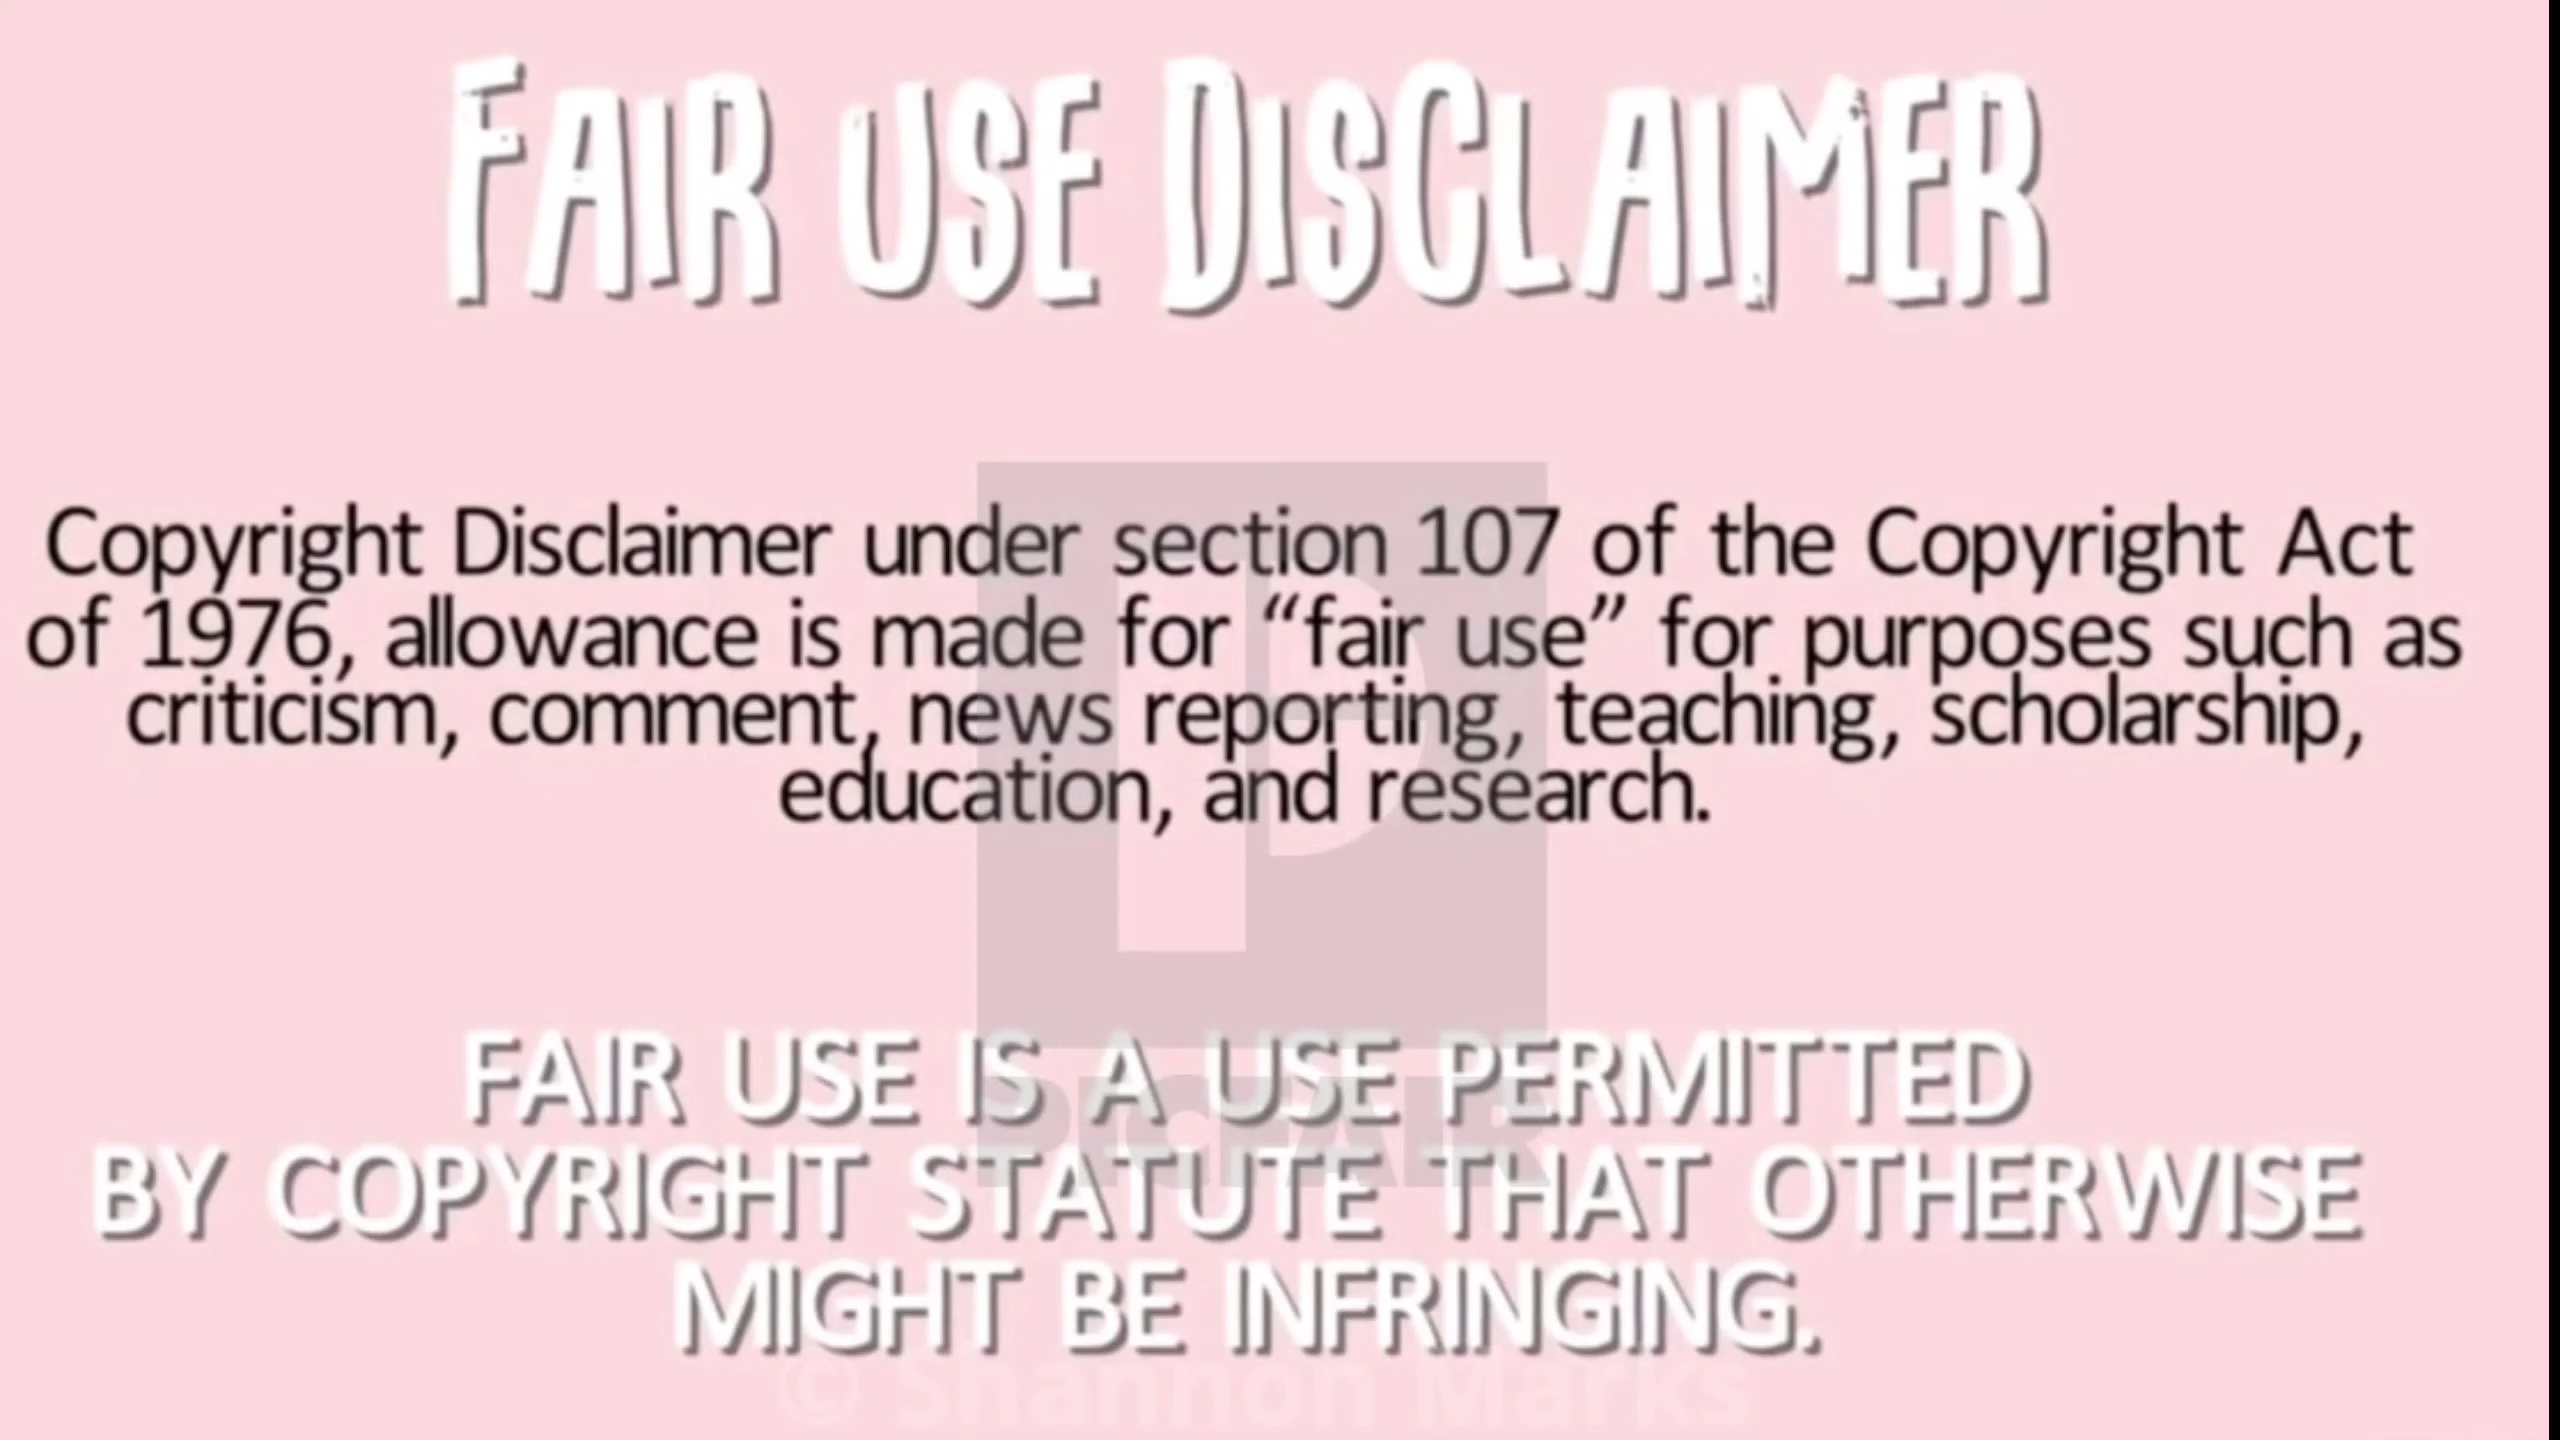 FAIR USE DISCLAIMER
Copyright Disclaimer under section 107 of the Copyright Act
of 1976, allowance is made for “fair use” for purposes such as
criticism, comment, news reporting, teaching, scholarship,
education, and research.
FAIR USE IS A USE PERMITTED
PICFAIR
BY COPYRIGHT STATUTE THAT OTHERWISE
MIGHT BE INFRINGING.
© Shannon Marks